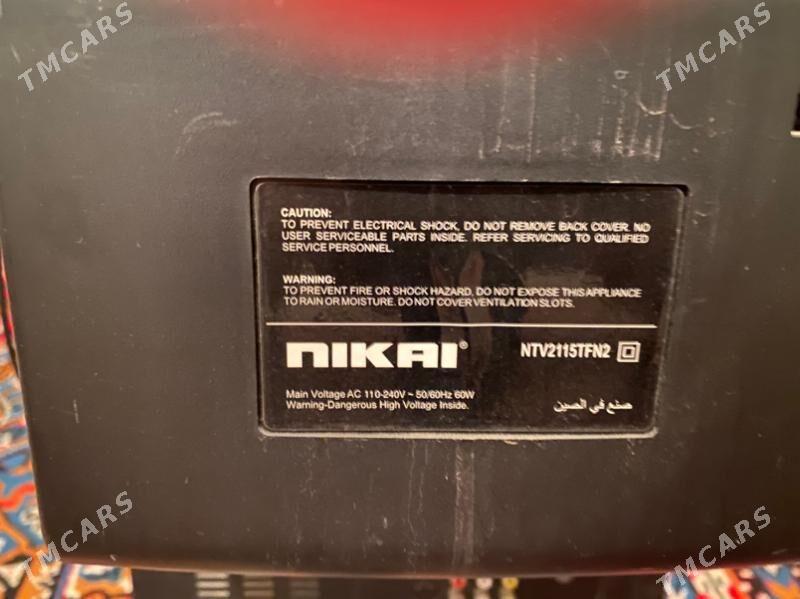 TMCARS
TMCARS
CAUTION:
TO PREVENT ELECTRICAL SHOCK, DO NOT REMOVE BACK COVER. NO
USER SERVICEABLE PARTS INSIDE. REFER SERVICING TO QUALIFIED
SERVICE PERSONNEL.
WARNING:
TO PREVENT FIRE OR SHOCK HAZARD, DO NOT EXPOSE THIS APPLIANCE
TO RAIN OR MOISTURE. DO NOT COVER VENTILATION SLOTS.
NIKAI®
NTV2115TFN2
Main Voltage AC 110-240V ~ 50/60Hz 60W
Warning-Dangerous High Voltage Inside.
صنع في الصين
TMCARS
TMCARS